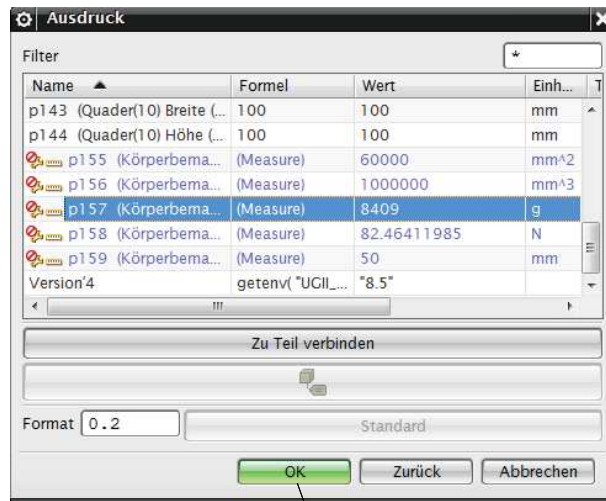 Ausdruck
Filter *
Name Formel Wert Einh... T
p143 (Quader(10) Breite (... 100 100 mm
p144 (Quader(10) Höhe (... 100 100 mm
p155 (Körperbema... (Measure) 60000 mm^2
p156 (Körperbema... (Measure) 1000000 mm^3
p157 (Körperbema... (Measure) 8409 g
p158 (Körperbema... (Measure) 82.46411985 N
p159 (Körperbema... (Measure) 50 mm
Version'4 getenv( "UGII_... "8.5"
Zu Teil verbinden
Format 0.2 Standard
OK Zurück Abbrechen